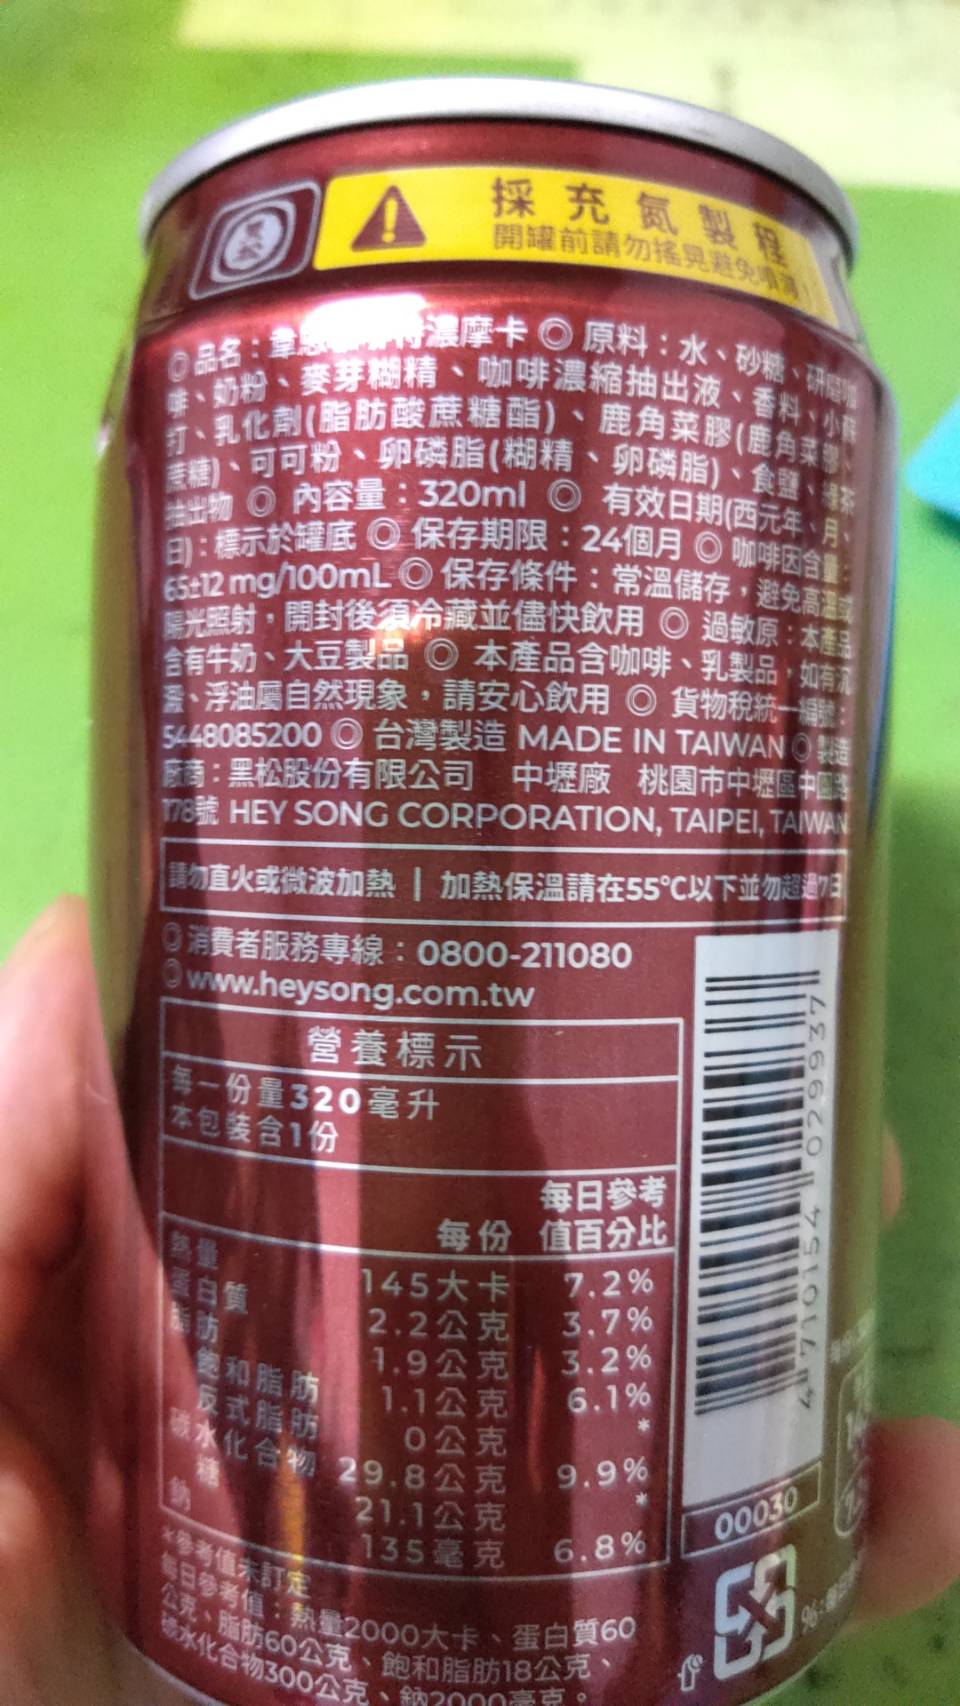 黑松
採充氮製程
開罐前請勿搖晃避免噴濺
◎品名:韋恩特濃摩卡 ◎ 原料:水、砂糖、研磨咖
啡、奶粉、麥芽糊精、咖啡濃縮抽出液、香料、小蘇
打、乳化劑(脂肪酸蔗糖酯)、鹿角菜膠(鹿角菜膠、
蔗糖)、可可粉、卵磷脂(糊精、卵磷脂)、食鹽、綠茶
抽出物 ◎ 內容量:320ml ◎ 有效日期(西元年、月、
日):標示於罐底 ◎ 保存期限:24個月 ◎ 咖啡因含量:
65±12 mg/100mL ◎ 保存條件:常溫儲存,避免高溫或
陽光照射,開封後須冷藏並儘快飲用 ◎ 過敏原:本產品
含有牛奶、大豆製品 ◎ 本產品含咖啡、乳製品,如有沉
澱、浮油屬自然現象,請安心飲用 ◎ 貨物稅統一編號:
5448085200 ◎ 台灣製造 MADE IN TAIWAN ◎ 製造
廠商:黑松股份有限公司 中壢廠 桃園市中壢區中園路
178號 HEY SONG CORPORATION, TAIPEI, TAIWAN
請勿直火或微波加熱 | 加熱保溫請在55℃以下並勿超過7日
◎消費者服務專線:0800-211080
◎www.heysong.com.tw
營養標示
每一份量320毫升
本包裝含1份
每份 每日參考值百分比
熱量 145大卡 7.2%
蛋白質 2.2公克 3.7%
脂肪 1.9公克 3.2%
飽和脂肪 1.1公克 6.1%
反式脂肪 0公克 *
碳水化合物 29.8公克 9.9%
糖 21.1公克 *
鈉 135毫克 6.8%
*參考值未訂定
每日參考值:熱量2000大卡、蛋白質60
公克、脂肪60公克、飽和脂肪18公克、
碳水化合物300公克、鈉2000毫克。
4 710154 029937
00030